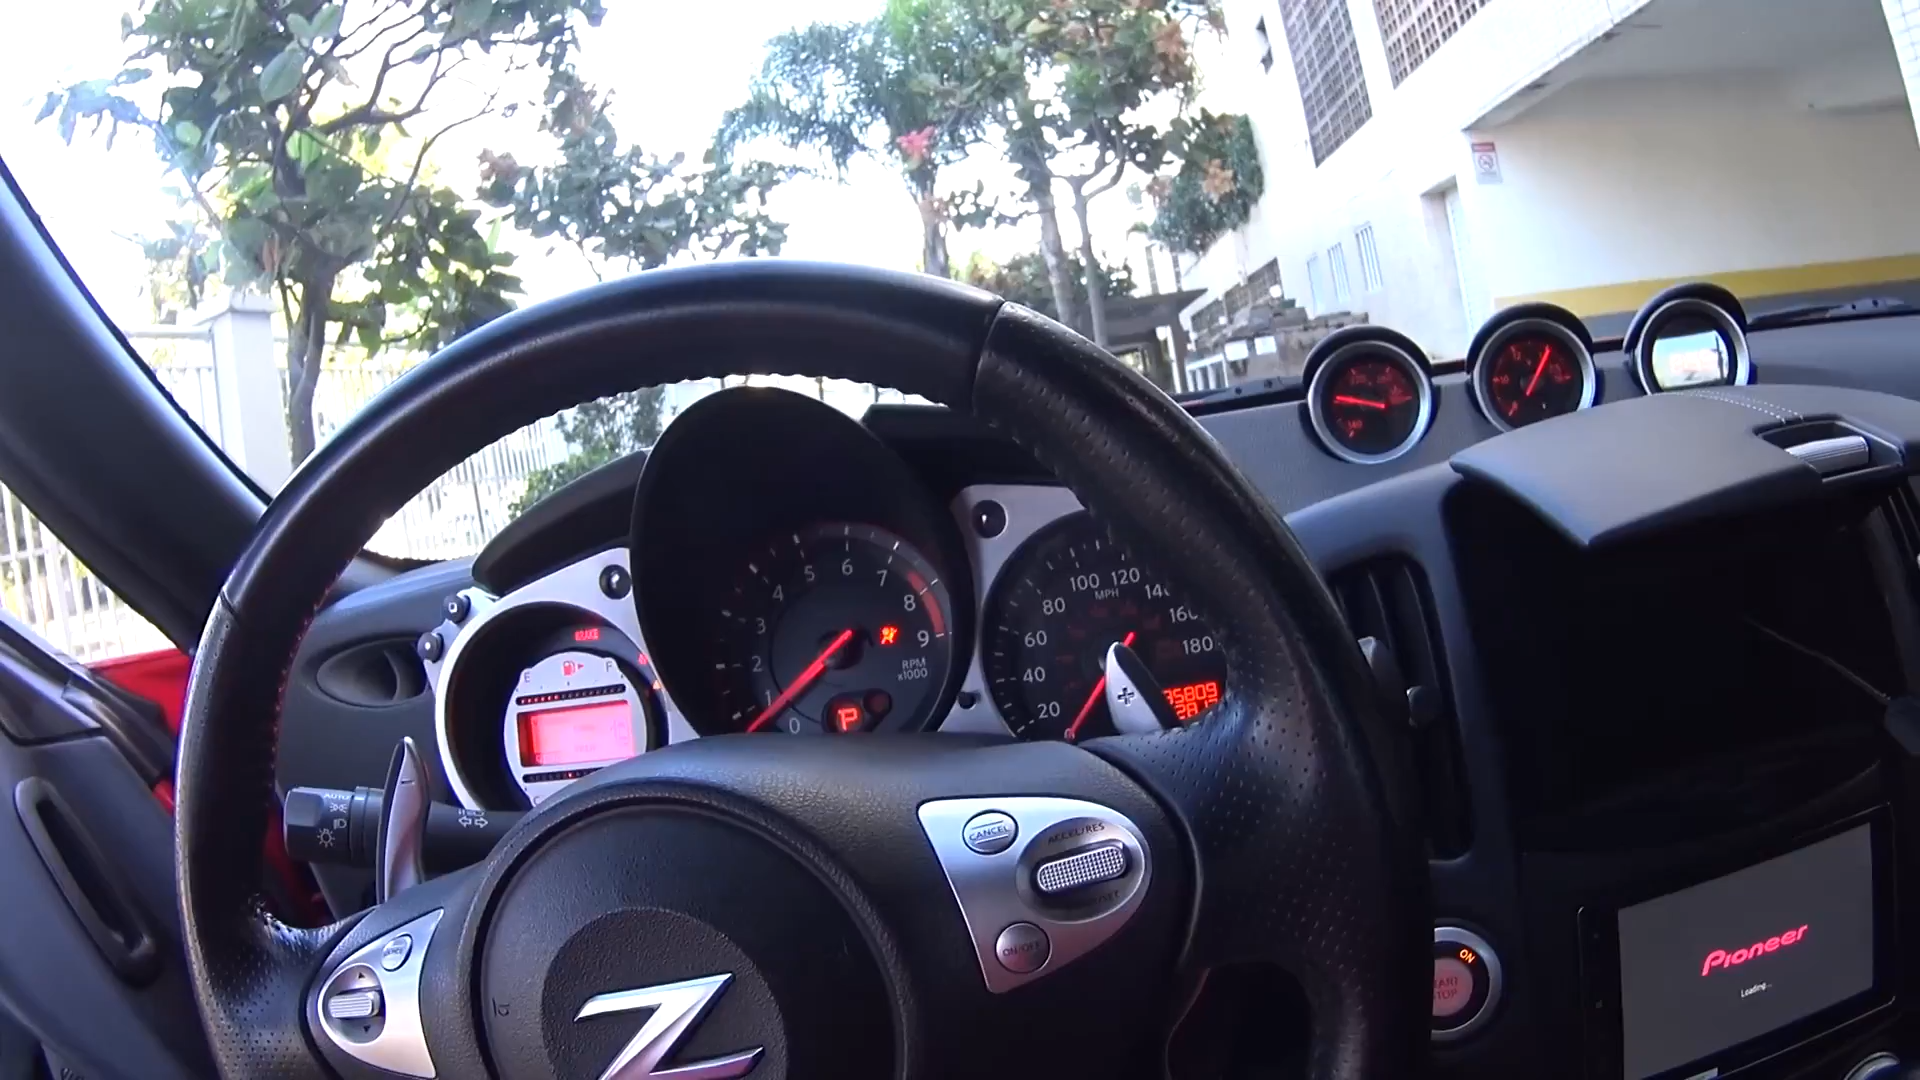 BRAKE
E
F
1
2
3
4
5
6
7
8
9
0
RPM
x1000
P
20
40
60
80
100
120
140
160
180
MPH
35809
AUTO
CANCEL
ACCEL/RES
ON/OFF
ON
START
STOP
Z
Pioneer
Loading...